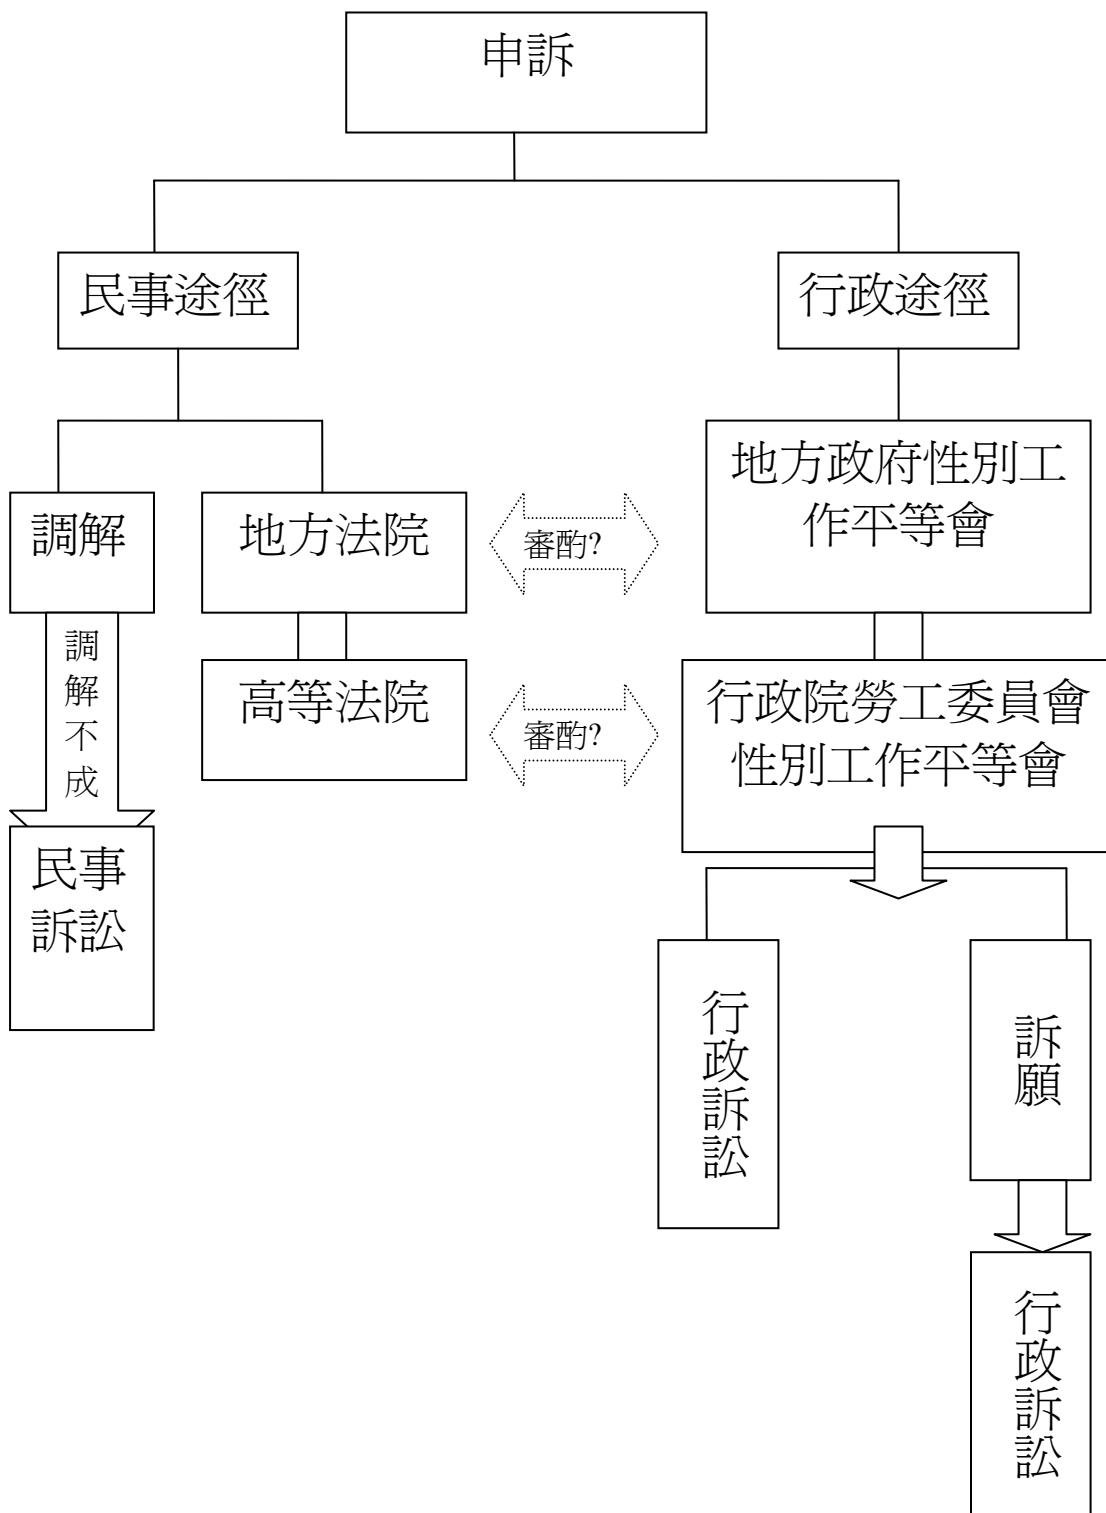 申訴
民事途徑
行政途徑
調解
地方法院
審酌?
地方政府性別工
作平等會
調解不成
高等法院
審酌?
行政院勞工委員會
性別工作平等會
民事
訴訟
行政訴訟
訴願
行政訴訟